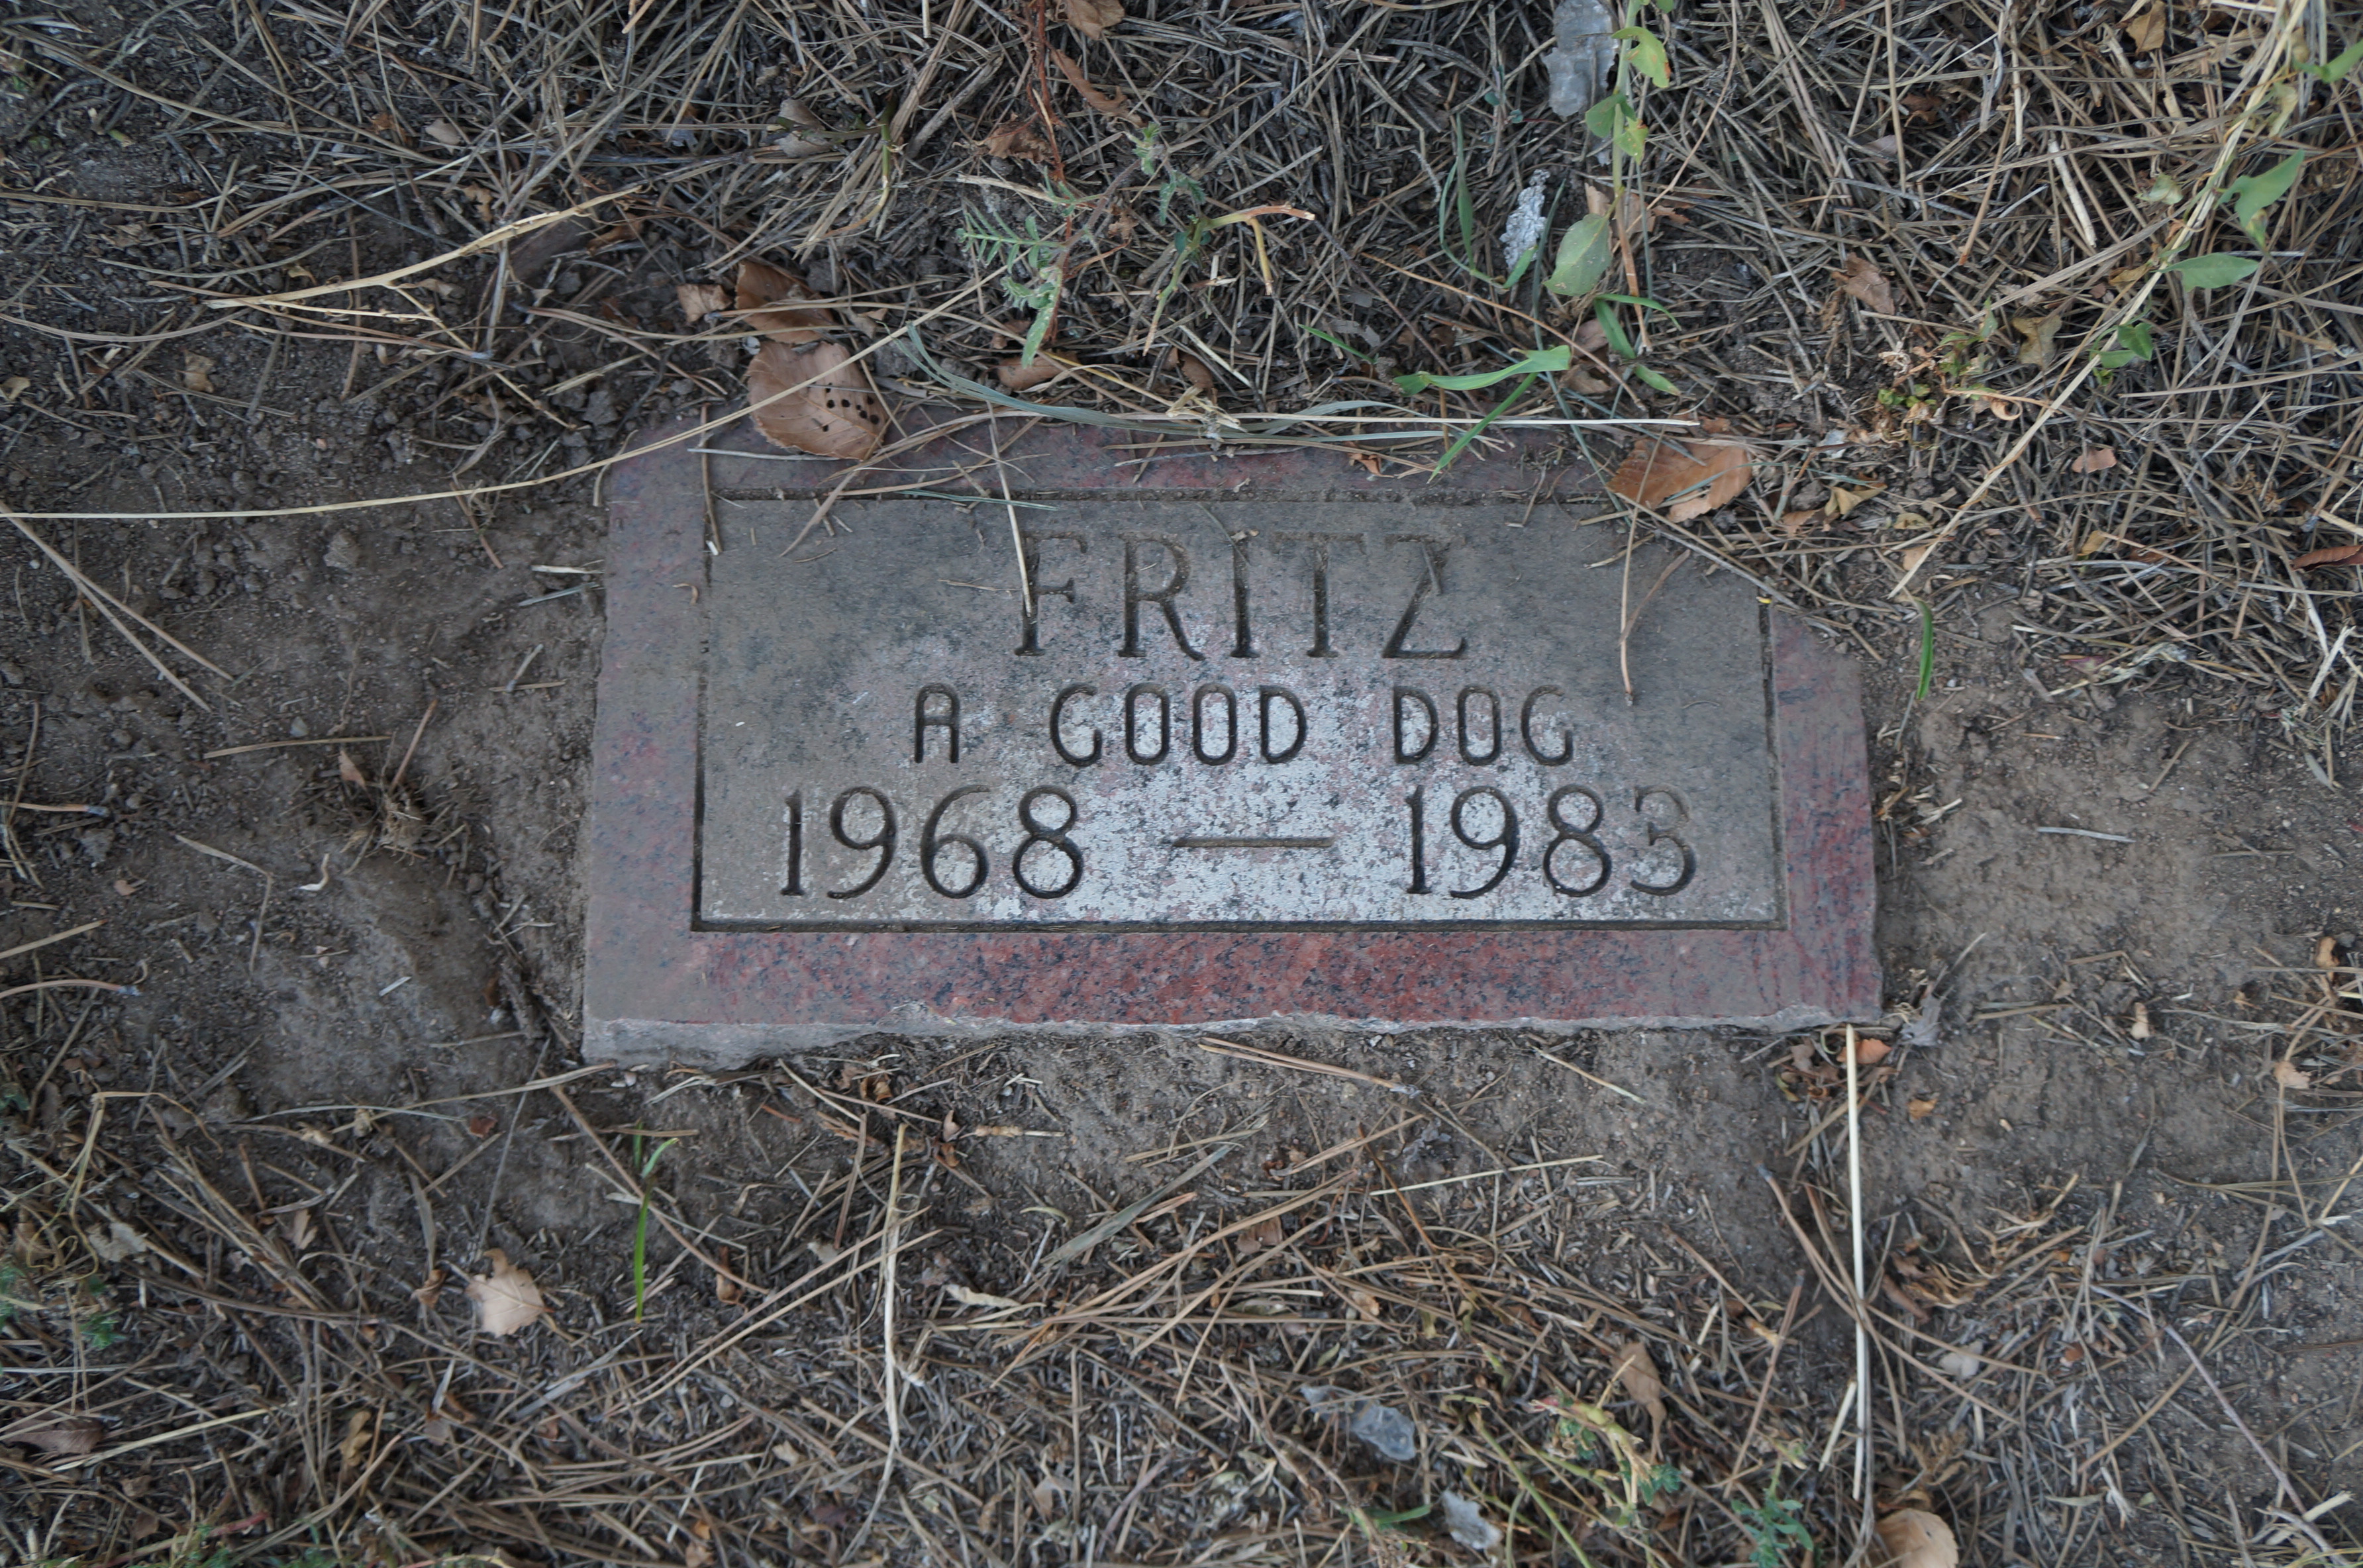 FRITZ
A GOOD DOG
1968 — 1983